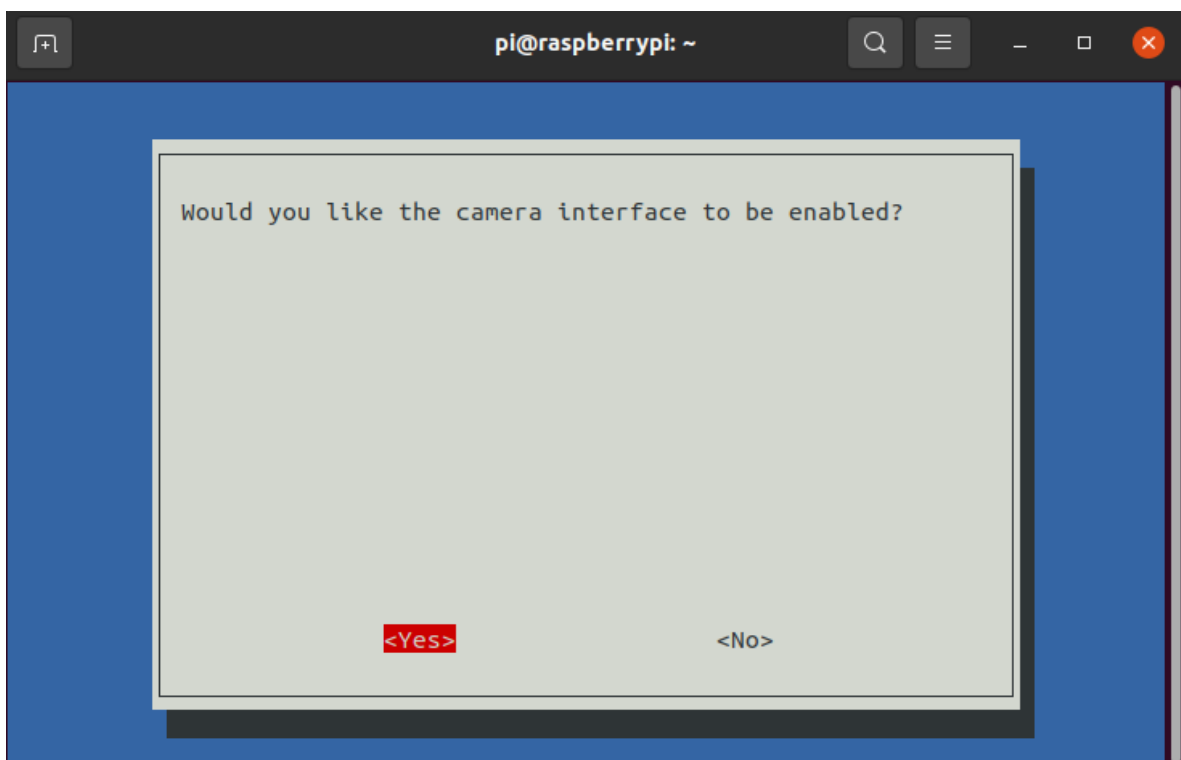 pi@raspberrypi: ~
Would you like the camera interface to be enabled?
<Yes> <No>